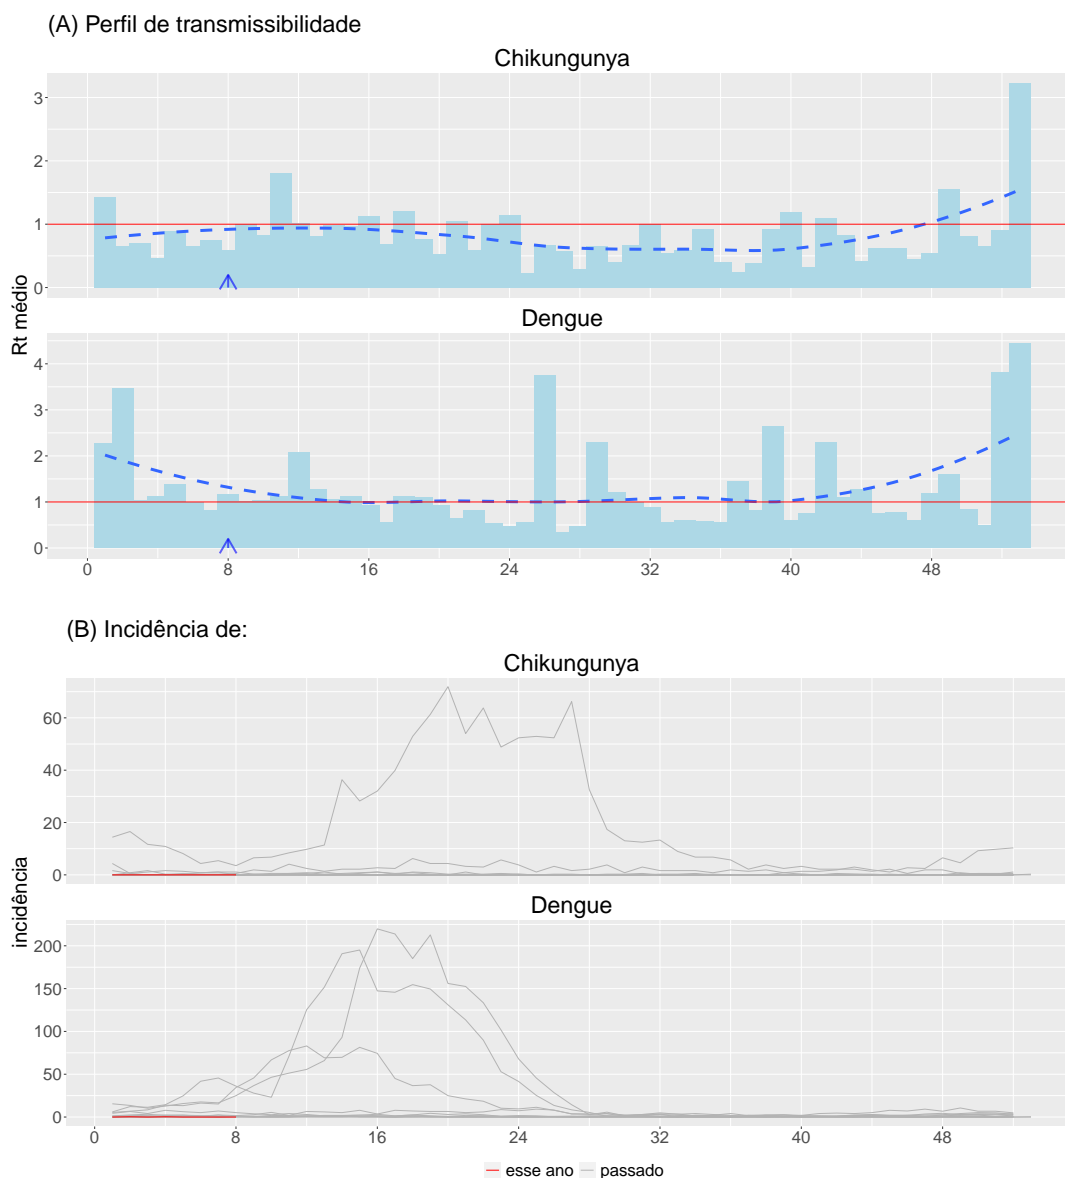 (A) Perfil de transmissibilidade
Chikungunya
3
2
1
0
Rt médio
Dengue
4
3
2
1
0
0 8 16 24 32 40 48
(B) Incidência de:
Chikungunya
60
40
20
0
incidência
Dengue
200
150
100
50
0
0 8 16 24 32 40 48
esse ano passado